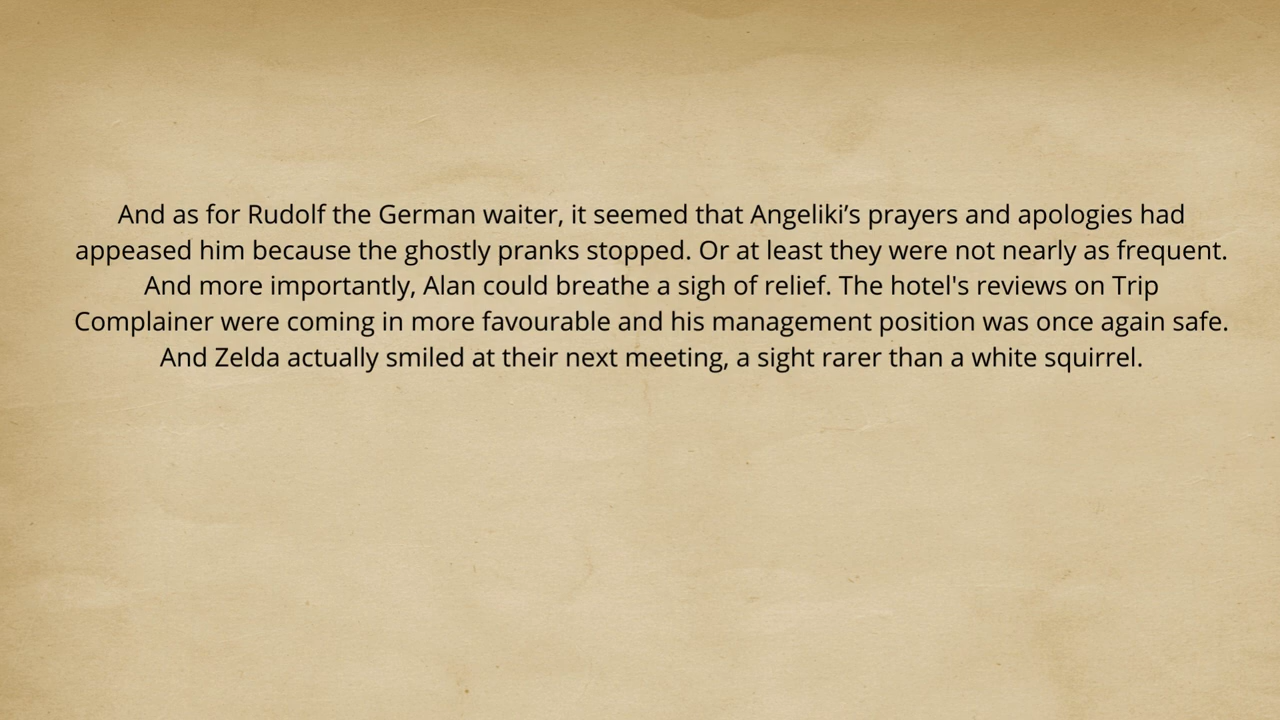 And as for Rudolf the German waiter, it seemed that Angeliki’s prayers and apologies had
appeased him because the ghostly pranks stopped. Or at least they were not nearly as frequent.
And more importantly, Alan could breathe a sigh of relief. The hotel's reviews on Trip
Complainer were coming in more favourable and his management position was once again safe.
And Zelda actually smiled at their next meeting, a sight rarer than a white squirrel.